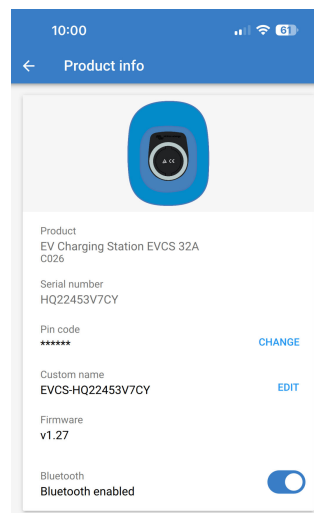 10:00
61
Product info
Product
EV Charging Station EVCS 32A
C026
Serial number
HQ22453V7CY
Pin code
******
CHANGE
Custom name
EVCS-HQ22453V7CY
EDIT
Firmware
v1.27
Bluetooth
Bluetooth enabled